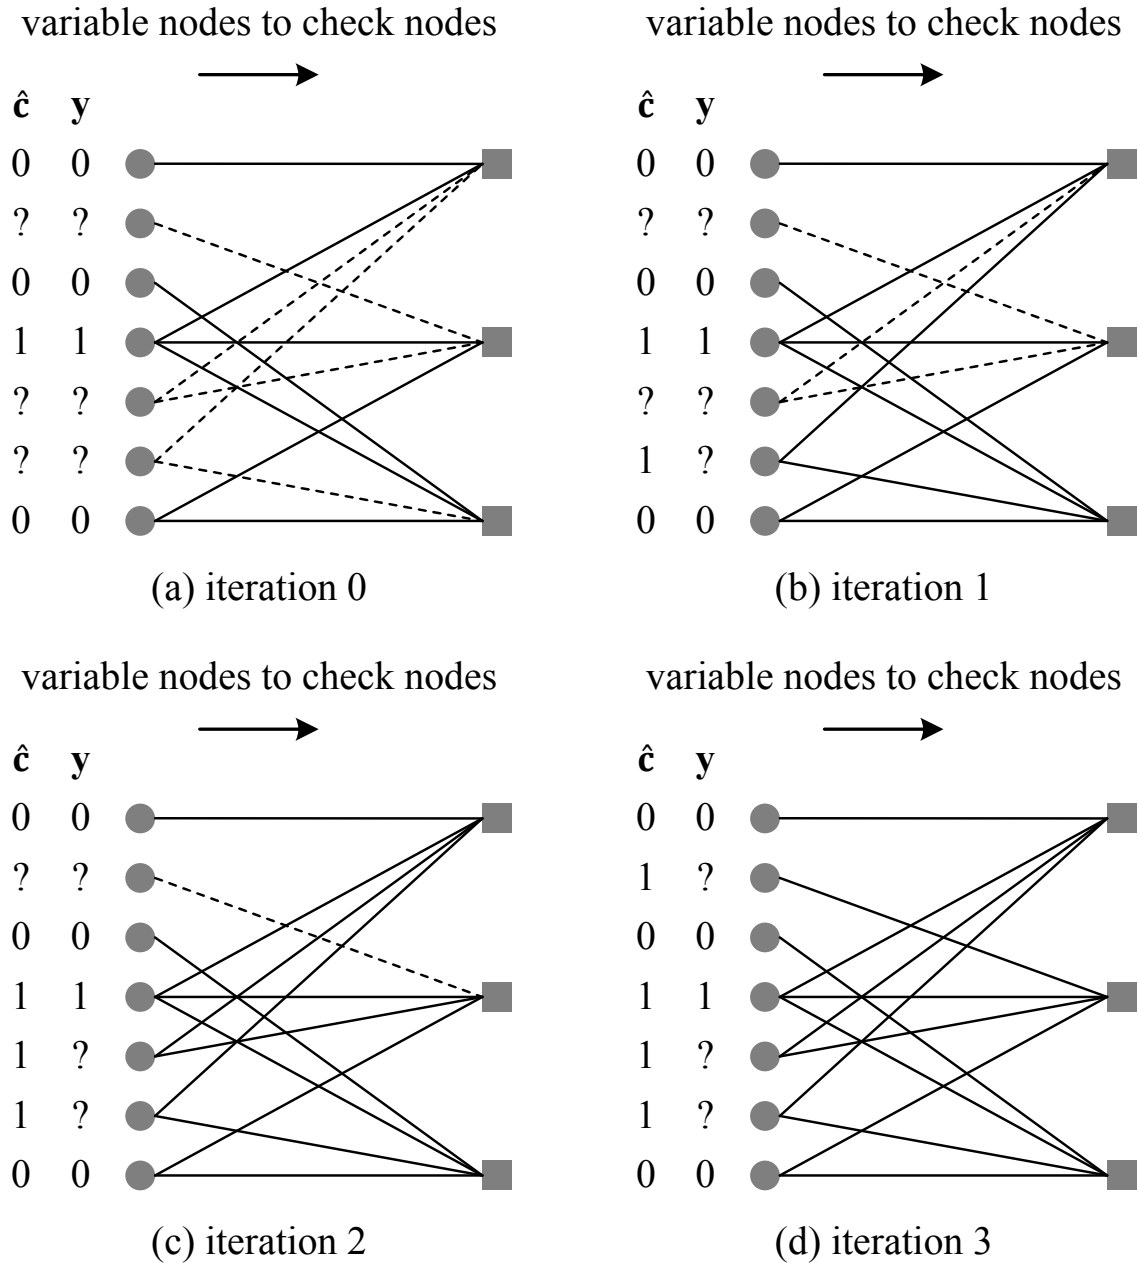 variable nodes to check nodes
ĉ y
0 0
? ?
0 0
1 1
? ?
? ?
0 0
(a) iteration 0
variable nodes to check nodes
ĉ y
0 0
? ?
0 0
1 1
? ?
1 ?
0 0
(b) iteration 1
variable nodes to check nodes
ĉ y
0 0
? ?
0 0
1 1
1 ?
1 ?
0 0
(c) iteration 2
variable nodes to check nodes
ĉ y
0 0
1 ?
0 0
1 1
1 ?
1 ?
0 0
(d) iteration 3